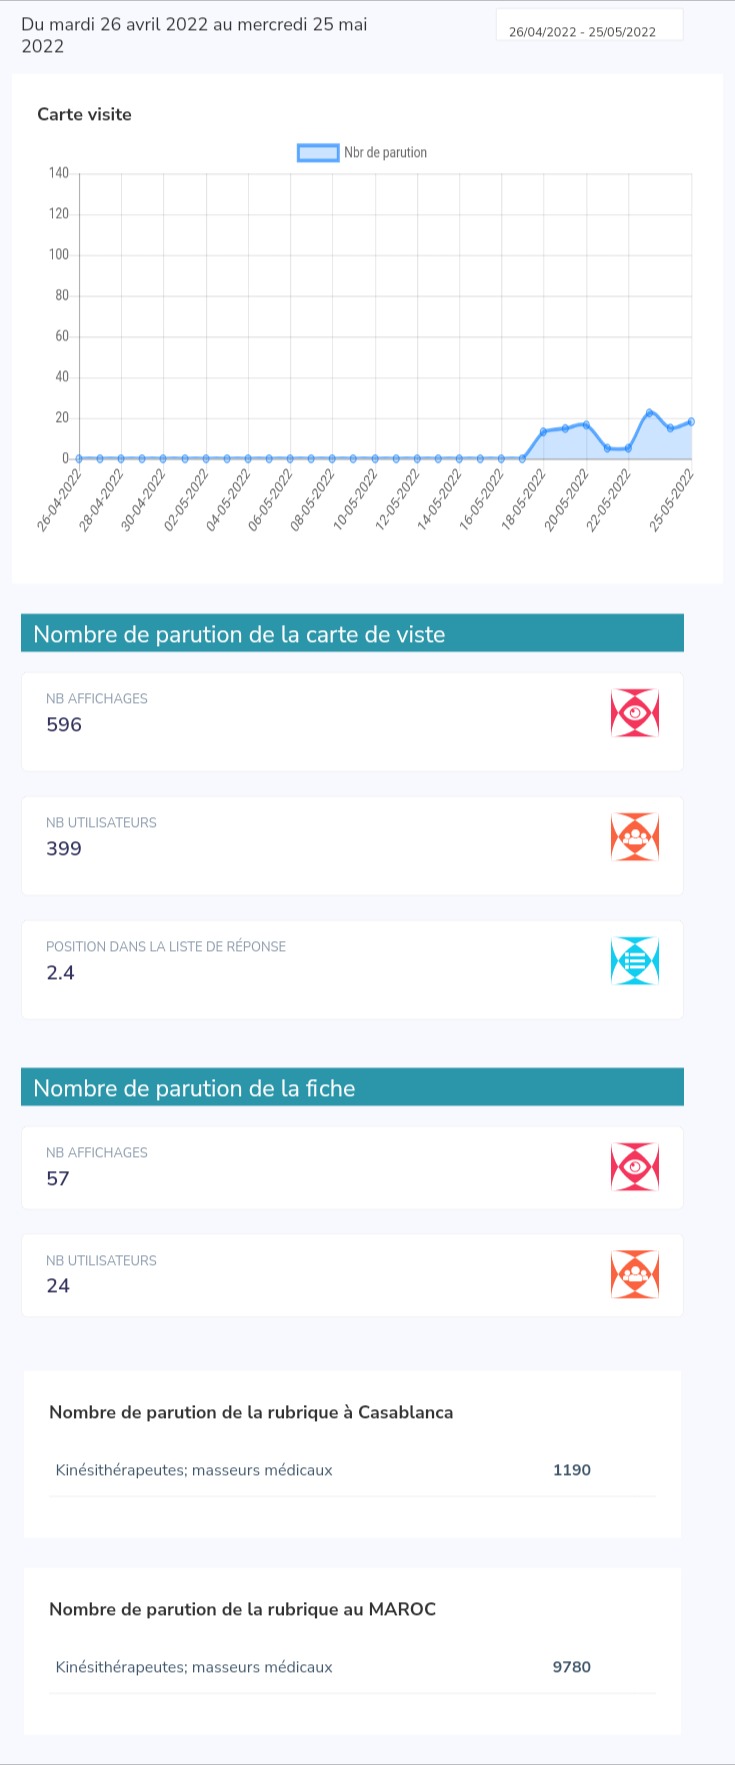 Du mardi 26 avril 2022 au mercredi 25 mai
2022
26/04/2022 - 25/05/2022
Carte visite
Nbr de parution
140
120
100
80
60
40
20
0
26-04-2022
28-04-2022
30-04-2022
02-05-2022
04-05-2022
06-05-2022
08-05-2022
10-05-2022
12-05-2022
14-05-2022
16-05-2022
18-05-2022
20-05-2022
22-05-2022
25-05-2022
Nombre de parution de la carte de viste
NB AFFICHAGES
596
NB UTILISATEURS
399
POSITION DANS LA LISTE DE RÉPONSE
2.4
Nombre de parution de la fiche
NB AFFICHAGES
57
NB UTILISATEURS
24
Nombre de parution de la rubrique à Casablanca
Kinésithérapeutes; masseurs médicaux 1190
Nombre de parution de la rubrique au MAROC
Kinésithérapeutes; masseurs médicaux 9780